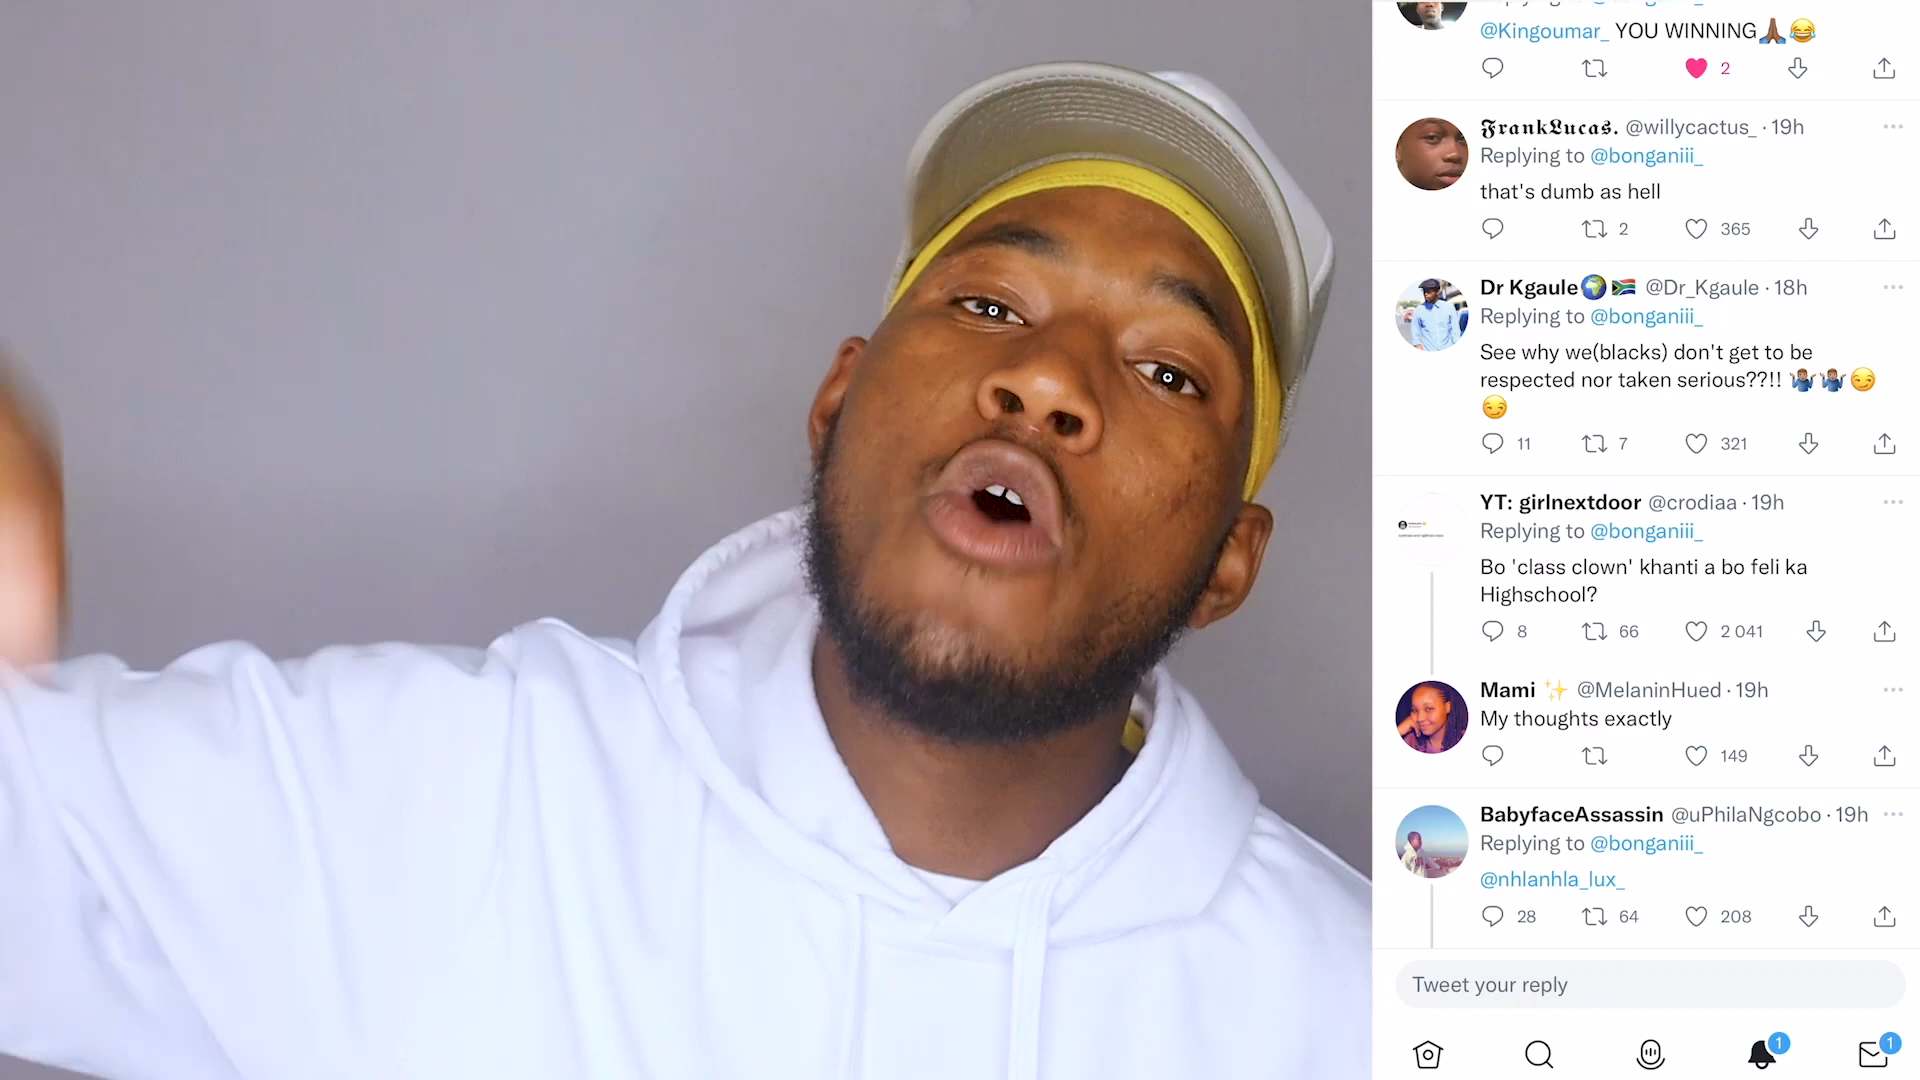 @Kingoumar_ YOU WINNING🙏🏾😂
2
𝕱𝖗𝖆𝖓𝖐𝕷𝖚𝖈𝖆𝖘. @willycactus_ · 19h
Replying to @bonganiii_
that's dumb as hell
2 365
Dr Kgaule🌍🇿🇦 @Dr_Kgaule · 18h
Replying to @bonganiii_
See why we(blacks) don't get to be
respected nor taken serious??!! 🤷🏽‍♂️🤷🏽‍♂️😏
😏
11 7 321
YT: girlnextdoor @crodiaa · 19h
Replying to @bonganiii_
Bo 'class clown' khanti a bo feli ka
Highschool?
8 66 2 041
Mami ✨ @MelaninHued · 19h
My thoughts exactly
149
BabyfaceAssassin @uPhilaNgcobo · 19h
Replying to @bonganiii_
@nhlanhla_lux_
28 64 208
Tweet your reply
1 1